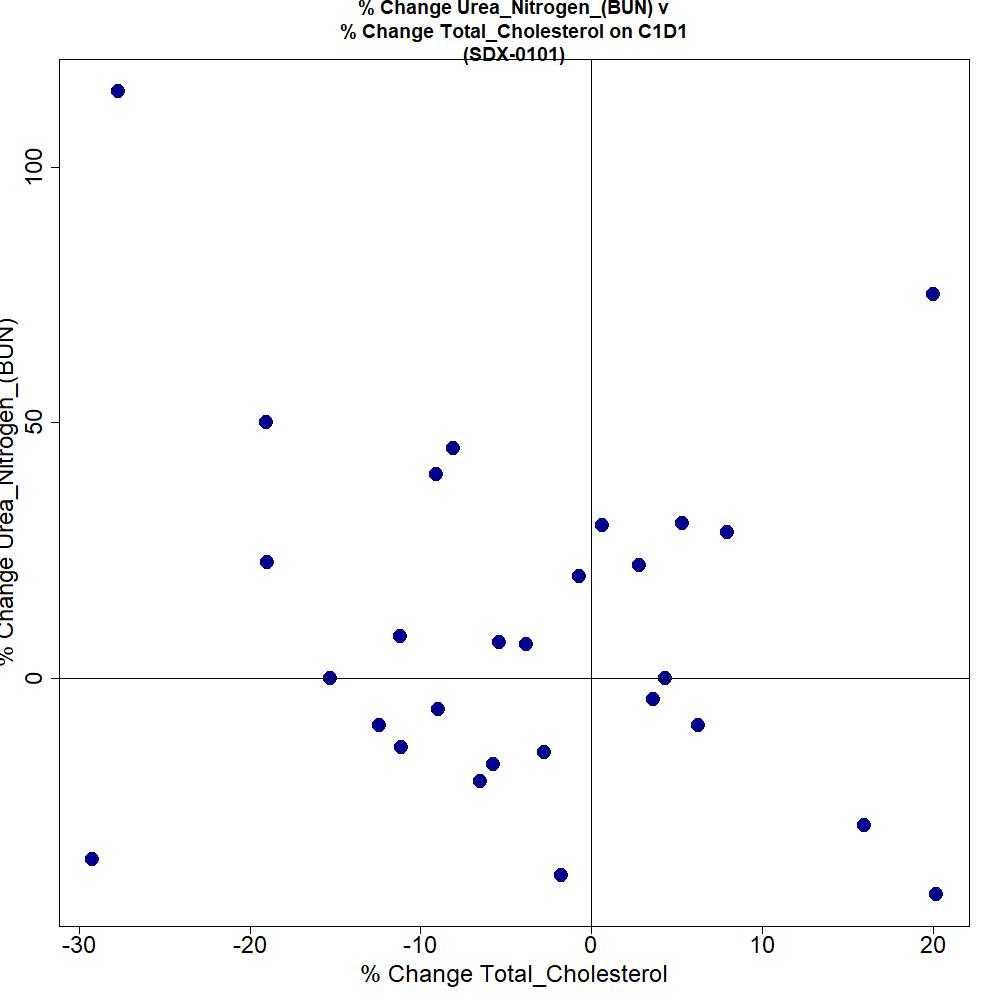 % Change Urea_Nitrogen_(BUN) v
% Change Total_Cholesterol on C1D1
(SDX-0101)
% Change Urea_Nitrogen_(BUN)
100
50
0
-30 -20 -10 0 10 20
% Change Total_Cholesterol